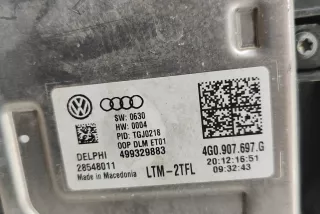 SW: 0630
HW: 0004
PID: TGJ0218
OOP DLM ET01
DELPHI 499329883
28548011
Made in Macedonia
LTM-2TFL
4G0.907.697.G
20:12:16:51
09:32:43